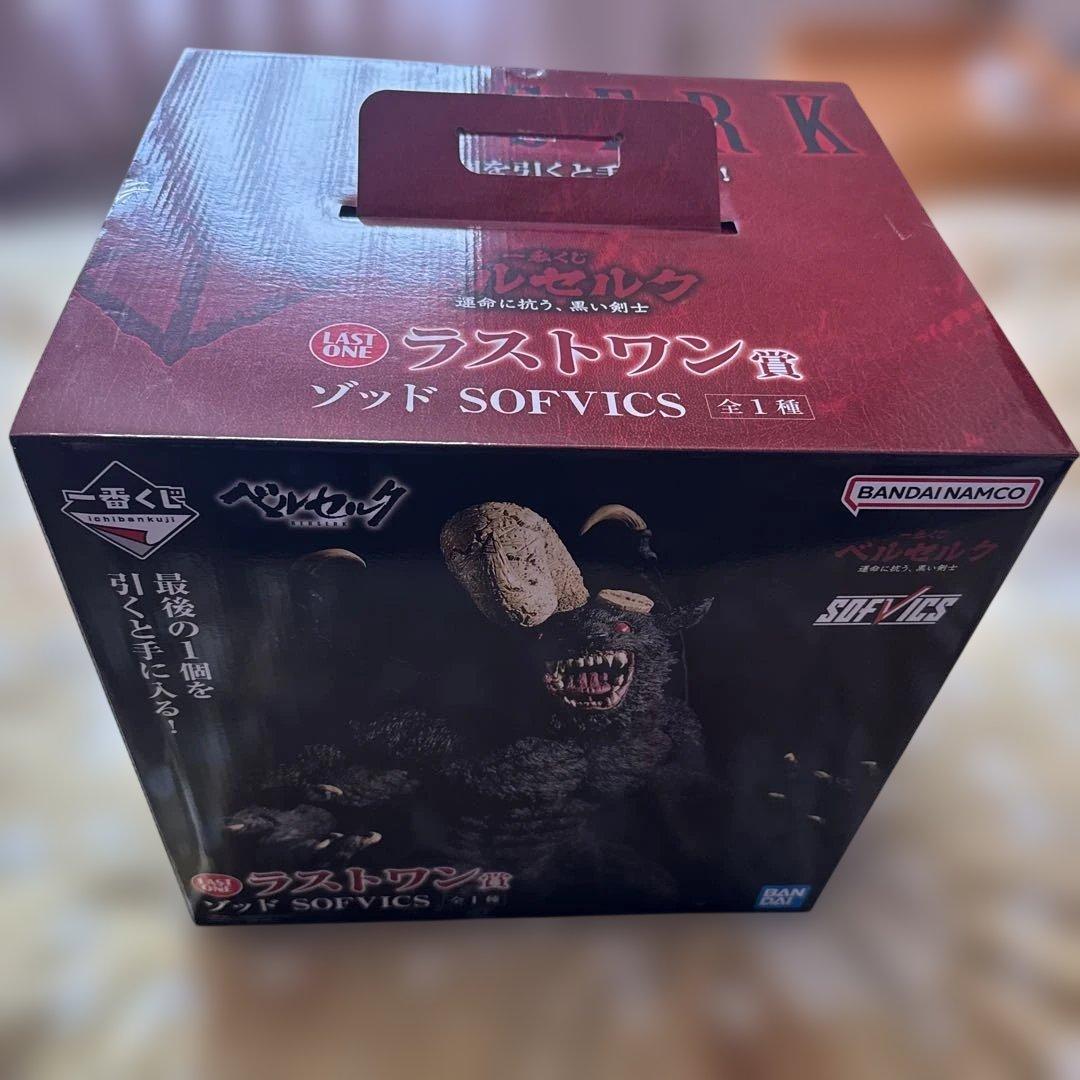 ERK
を引くと手
!
一番くじ
ルセルク
運命に抗う、黒い剣士
LAST
ONE
ラストワン賞
ゾッド SOFVICS 全1種
一番くじ
ichibankuji
ベルセルク
BERSERK
BANDAI NAMCO
一番くじ
ベルセルク
運命に抗う、黒い剣士
SOFVICS
最後の1個を
引くと手に入る!
LAST
ONE
ラストワン賞
ゾッド SOFVICS 全1種
BAN
DAI